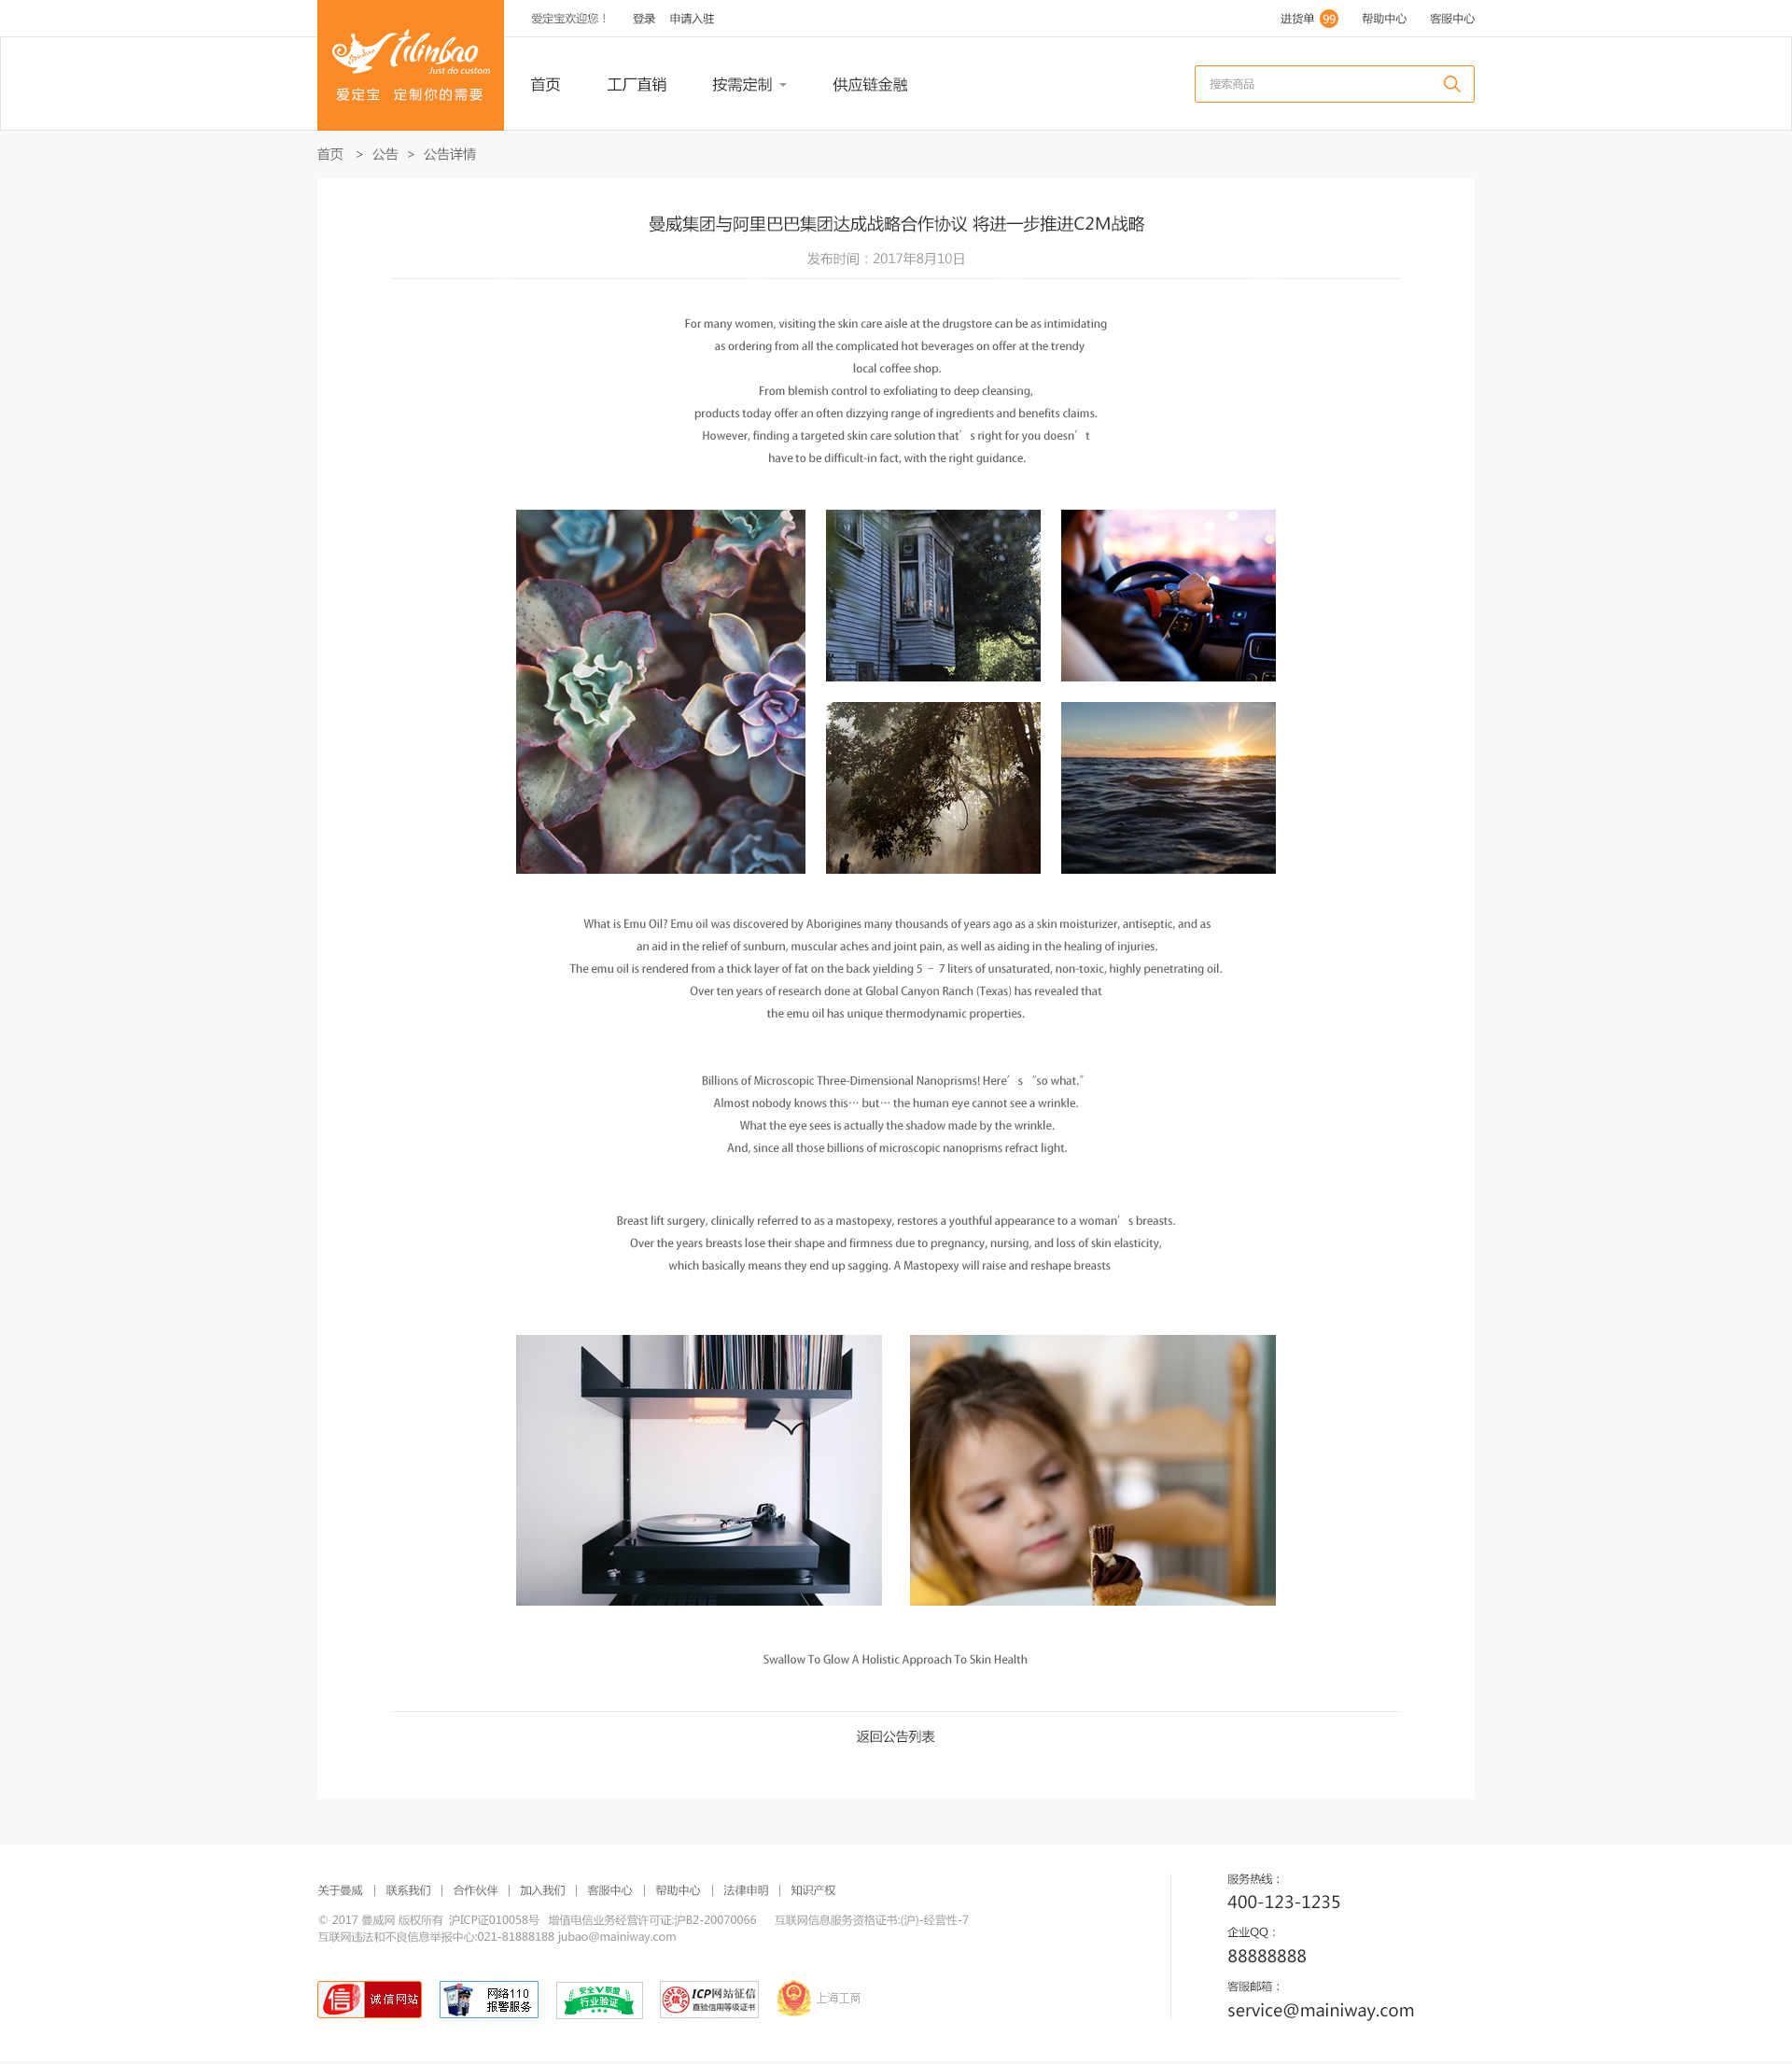 爱定宝欢迎您！ 登录 申请入驻 进货单 99 帮助中心 客服中心
Just do custom
爱定宝 定制你的需要
首页 工厂直销 按需定制 供应链金融 搜索商品
首页 > 公告 > 公告详情
曼威集团与阿里巴巴集团达成战略合作协议 将进一步推进C2M战略
发布时间：2017年8月10日
For many women, visiting the skin care aisle at the drugstore can be as intimidating
as ordering from all the complicated hot beverages on offer at the trendy
local coffee shop.
From blemish control to exfoliating to deep cleansing,
products today offer an often dizzying range of ingredients and benefits claims.
However, finding a targeted skin care solution that’s right for you doesn’t
have to be difficult-in fact, with the right guidance.
What is Emu Oil? Emu oil was discovered by Aborigines many thousands of years ago as a skin moisturizer, antiseptic, and as
an aid in the relief of sunburn, muscular aches and joint pain, as well as aiding in the healing of injuries.
The emu oil is rendered from a thick layer of fat on the back yielding 5 – 7 liters of unsaturated, non-toxic, highly penetrating oil.
Over ten years of research done at Global Canyon Ranch (Texas) has revealed that
the emu oil has unique thermodynamic properties.
Billions of Microscopic Three-Dimensional Nanoprisms! Here’s “so what.”
Almost nobody knows this… but… the human eye cannot see a wrinkle.
What the eye sees is actually the shadow made by the wrinkle.
And, since all those billions of microscopic nanoprisms refract light.
Breast lift surgery, clinically referred to as a mastopexy, restores a youthful appearance to a woman’s breasts.
Over the years breasts lose their shape and firmness due to pregnancy, nursing, and loss of skin elasticity,
which basically means they end up sagging. A Mastopexy will raise and reshape breasts
Swallow To Glow A Holistic Approach To Skin Health
返回公告列表
关于曼威 | 联系我们 | 合作伙伴 | 加入我们 | 客服中心 | 帮助中心 | 法律申明 | 知识产权
© 2017 曼威网 版权所有 沪ICP证010058号 增值电信业务经营许可证:沪B2-20070066 互联网信息服务资格证书:(沪)-经营性-7
互联网违法和不良信息举报中心:021-81888188 jubao@mainiway.com
信 诚信网站
网络110
报警服务
安全V联盟
行业验证
信 ICP网站征信
直验信用等级证书
上海工商
服务热线：
400-123-1235
企业QQ：
88888888
客服邮箱：
service@mainiway.com